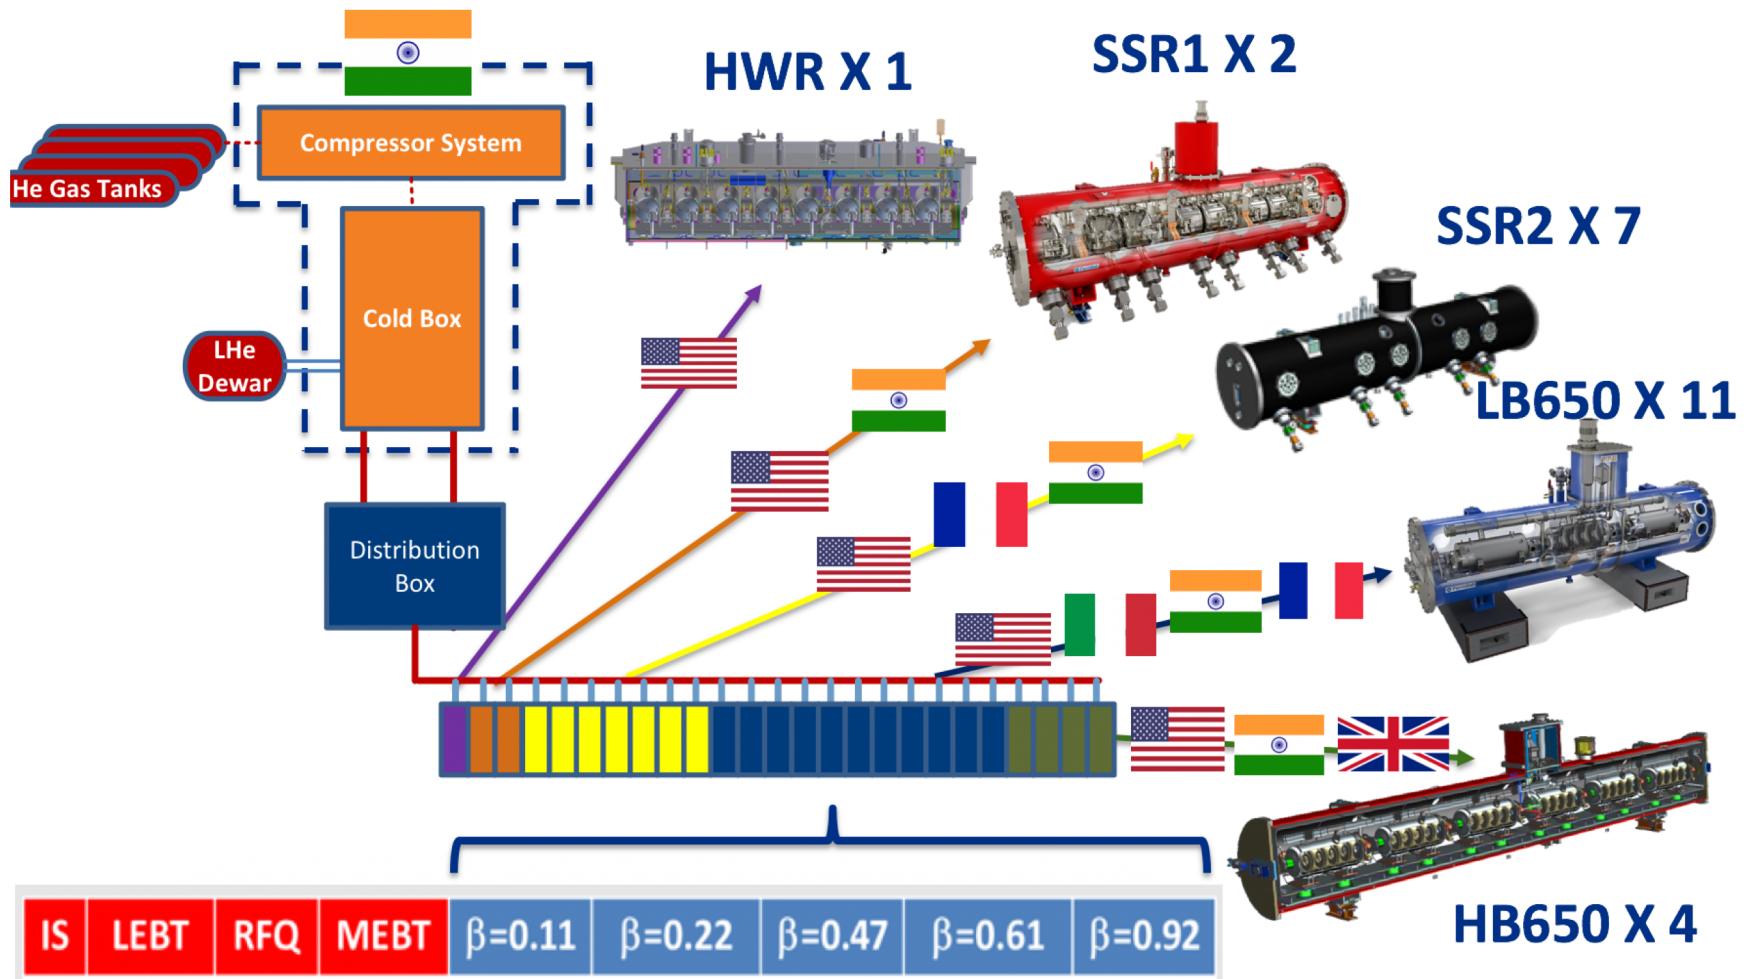 HWR X 1
SSR1 X 2
SSR2 X 7
LB650 X 11
HB650 X 4
Compressor System
He Gas Tanks
Cold Box
LHe
Dewar
Distribution
Box
IS LEBT RFQ MEBT β=0.11 β=0.22 β=0.47 β=0.61 β=0.92